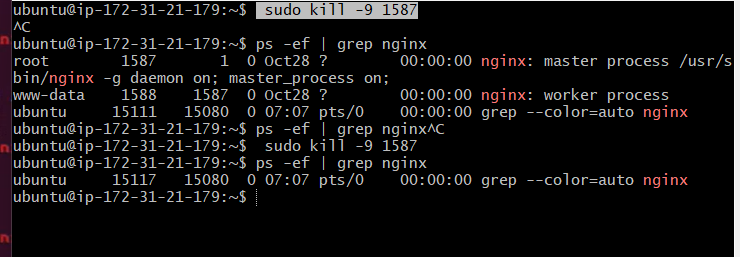 ubuntu@ip-172-31-21-179:~$  sudo kill -9 1587
^C
ubuntu@ip-172-31-21-179:~$ ps -ef | grep nginx
root      1587     1  0 Oct28 ?        00:00:00 nginx: master process /usr/s
bin/nginx -g daemon on; master_process on;
www-data  1588  1587  0 Oct28 ?        00:00:00 nginx: worker process
ubuntu   15111 15080  0 07:07 pts/0    00:00:00 grep --color=auto nginx
ubuntu@ip-172-31-21-179:~$ ps -ef | grep nginx^C
ubuntu@ip-172-31-21-179:~$  sudo kill -9 1587
ubuntu@ip-172-31-21-179:~$ ps -ef | grep nginx
ubuntu   15117 15080  0 07:07 pts/0    00:00:00 grep --color=auto nginx
ubuntu@ip-172-31-21-179:~$